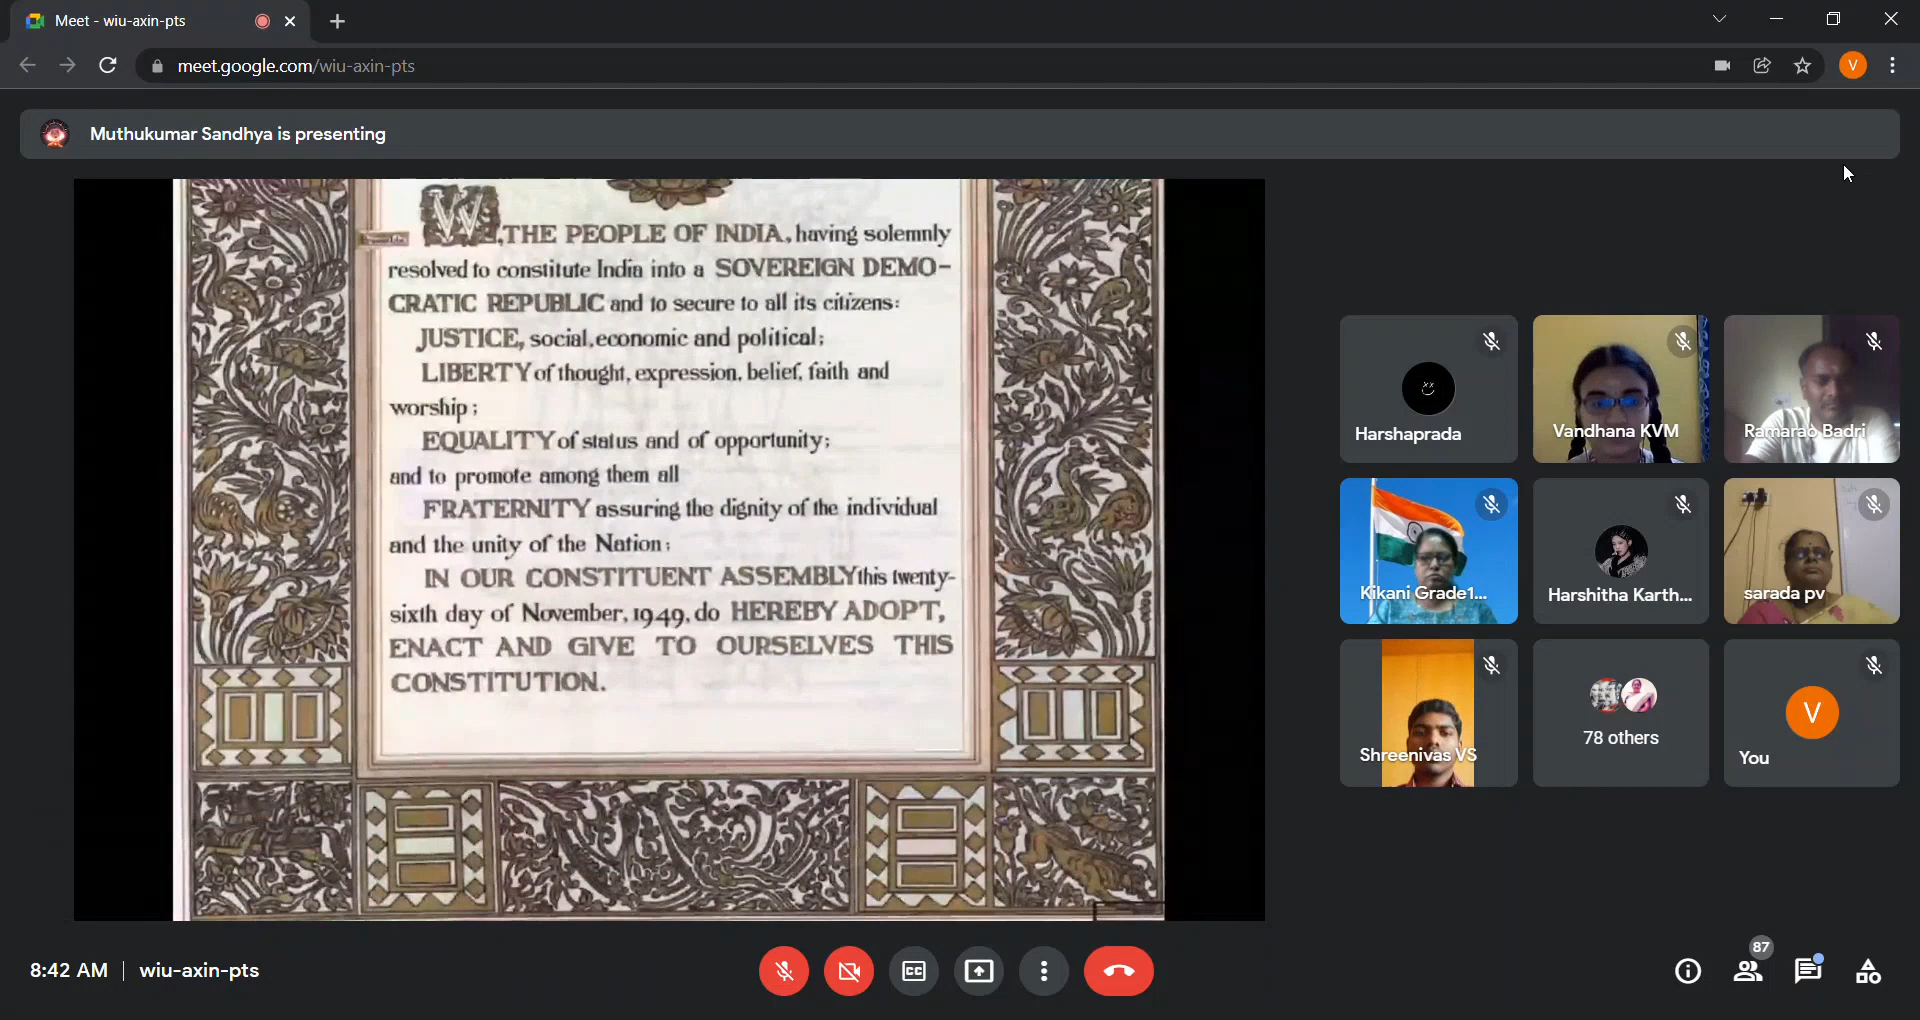 Meet - wiu-axin-pts
meet.google.com/wiu-axin-pts
V
Muthukumar Sandhya is presenting
WE, THE PEOPLE OF INDIA, having solemnly
resolved to constitute India into a SOVEREIGN DEMO-
CRATIC REPUBLIC and to secure to all its citizens:
JUSTICE, social, economic and political;
LIBERTY of thought, expression, belief, faith and
worship;
EQUALITY of status and of opportunity;
and to promote among them all
FRATERNITY assuring the dignity of the individual
and the unity of the Nation;
IN OUR CONSTITUENT ASSEMBLY this twenty-
sixth day of November, 1949, do HEREBY ADOPT,
ENACT AND GIVE TO OURSELVES THIS
CONSTITUTION.
Harshaprada
Vandhana KVM
Ramarao Badri
Kikani Grade1...
Harshitha Karth...
sarada pv
Shreenivas VS
78 others
V
You
8:42 AM | wiu-axin-pts
CC
87